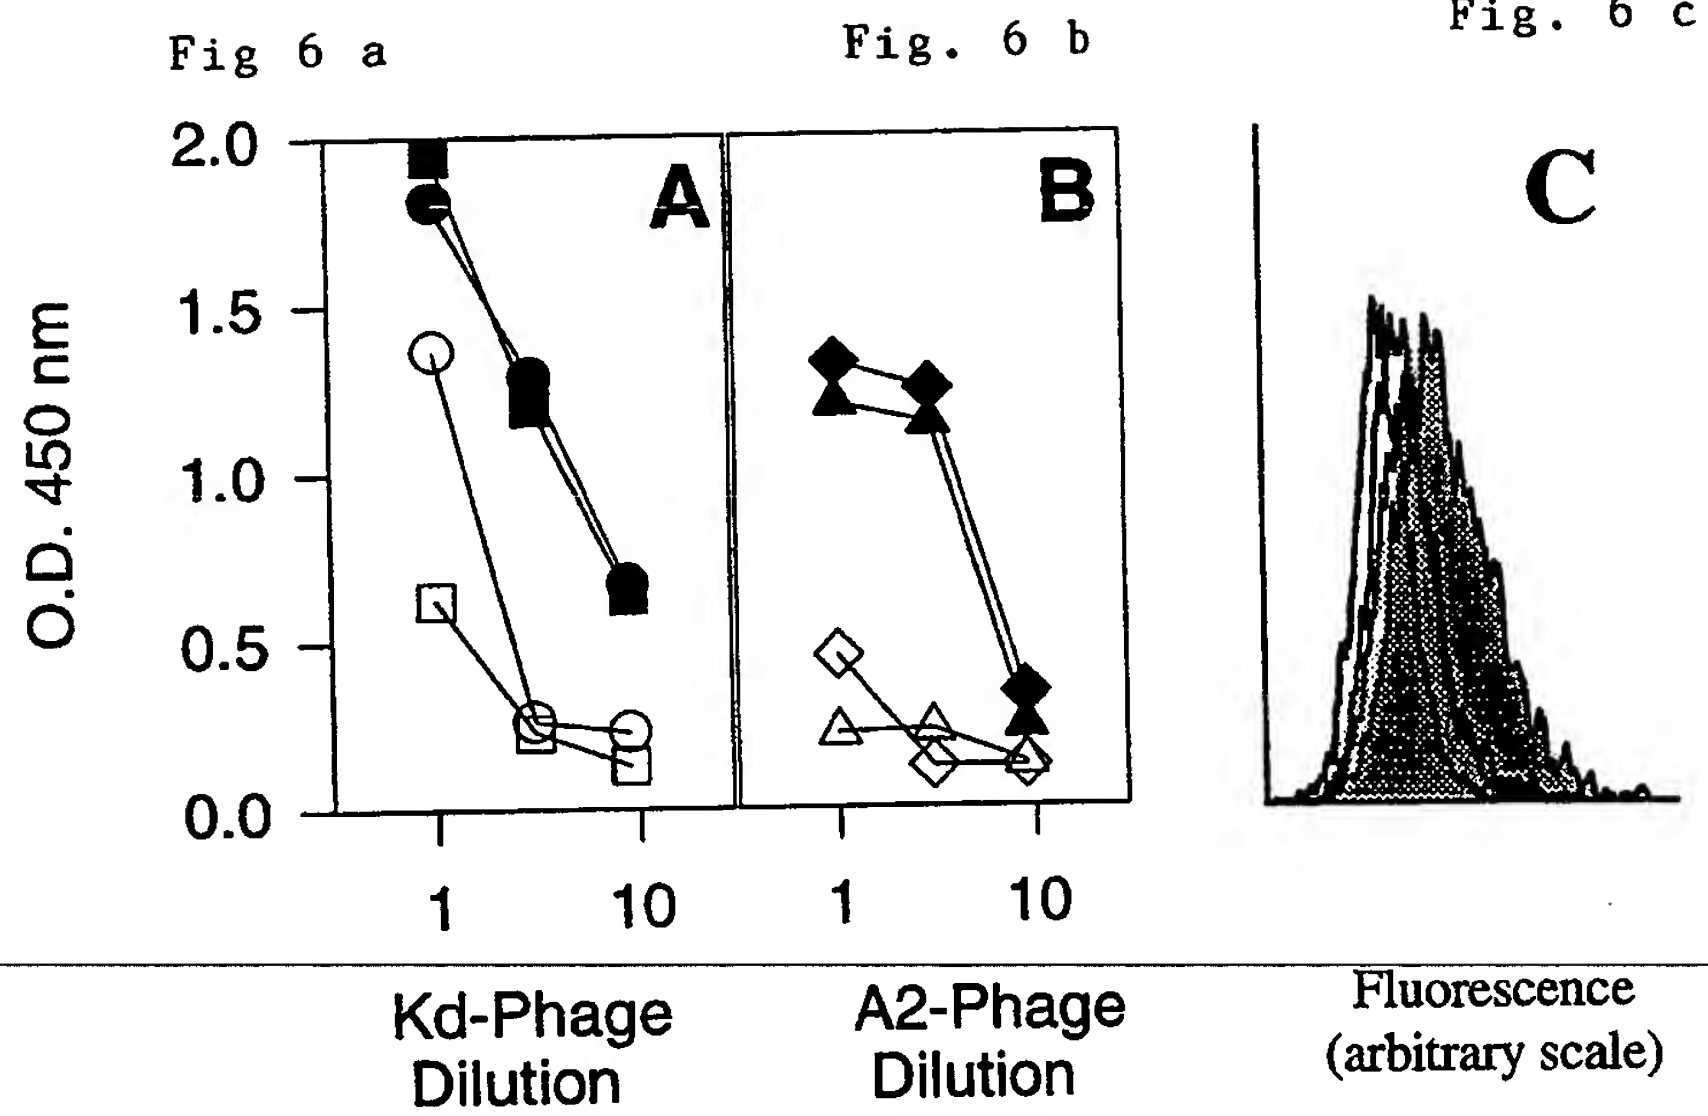 Fig 6 a
Fig. 6 b
Fig. 6 c
A
B
C
O.D. 450 nm
2.0
1.5
1.0
0.5
0.0
1
10
1
10
Kd-Phage
Dilution
A2-Phage
Dilution
Fluorescence
(arbitrary scale)